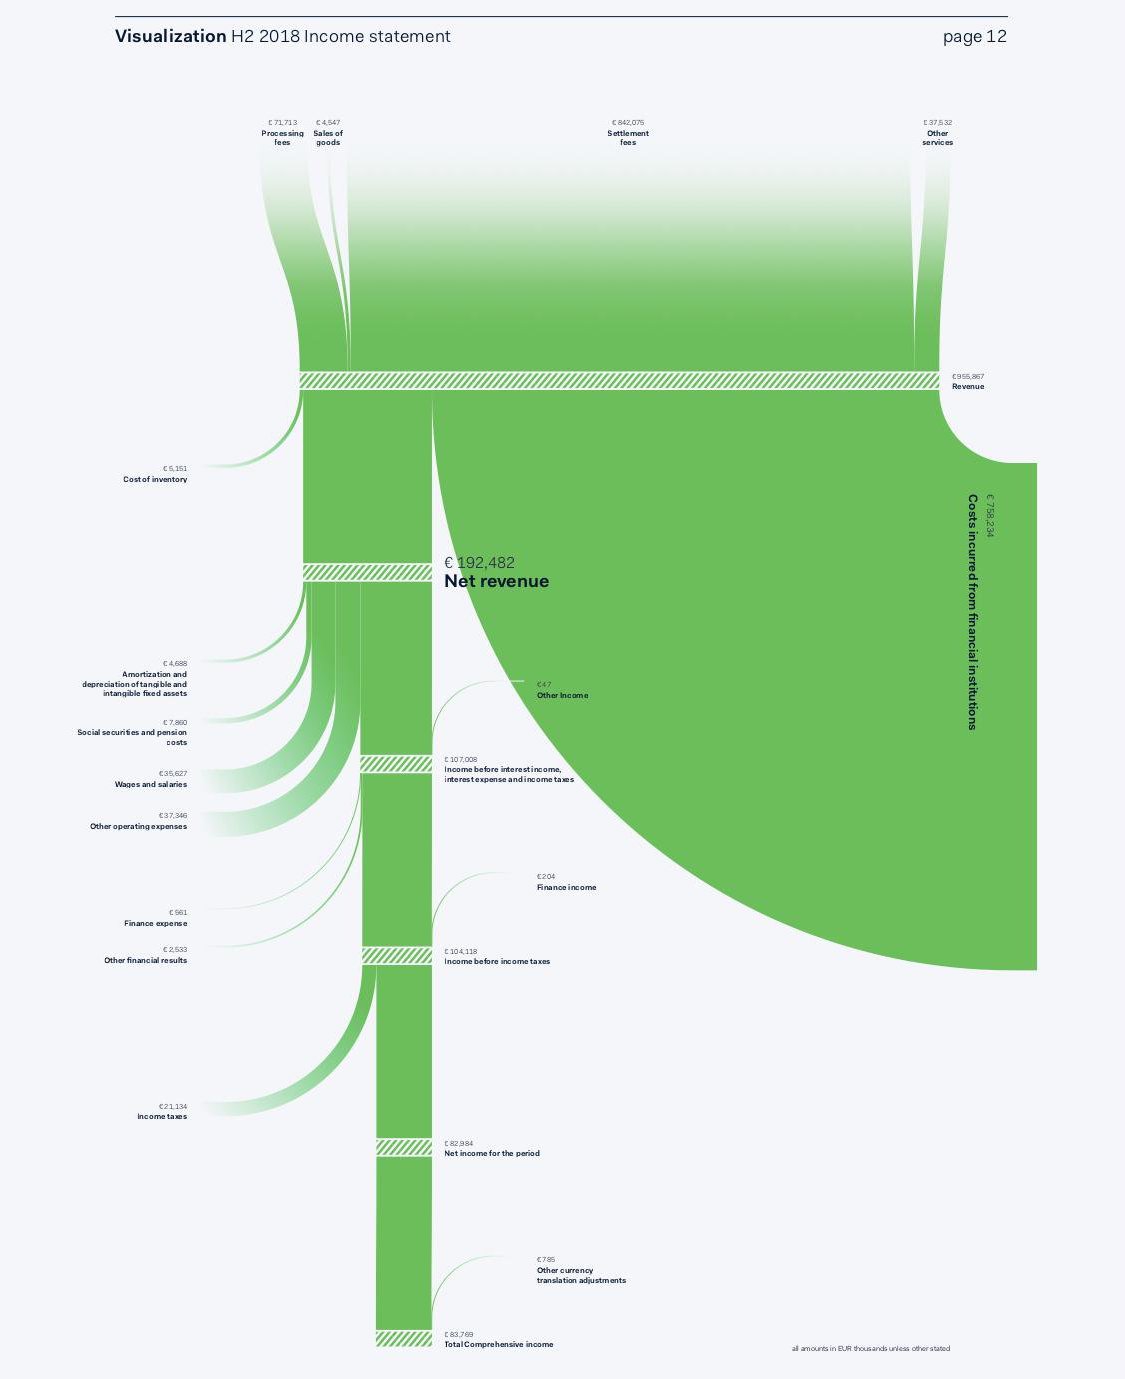 Visualization H2 2018 Income statement
page 12
€ 71,713
Processing
fees
€ 4,547
Sales of
goods
€ 842,075
Settlement
fees
€ 37,532
Other
services
€ 955,867
Revenue
€ 5,151
Cost of inventory
€ 758,234
Costs incurred from financial institutions
€ 192,482
Net revenue
€ 4,688
Amortization and
depreciation of tangible and
intangible fixed assets
€ 47
Other Income
€ 7,860
Social securities and pension
costs
€ 107,008
Income before interest income,
interest expense and income taxes
€ 35,627
Wages and salaries
€ 37,346
Other operating expenses
€ 204
Finance income
€ 561
Finance expense
€ 2,533
Other financial results
€ 104,118
Income before income taxes
€ 21,134
Income taxes
€ 82,984
Net income for the period
€ 785
Other currency
translation adjustments
€ 83,769
Total Comprehensive income
all amounts in EUR thousands unless other stated